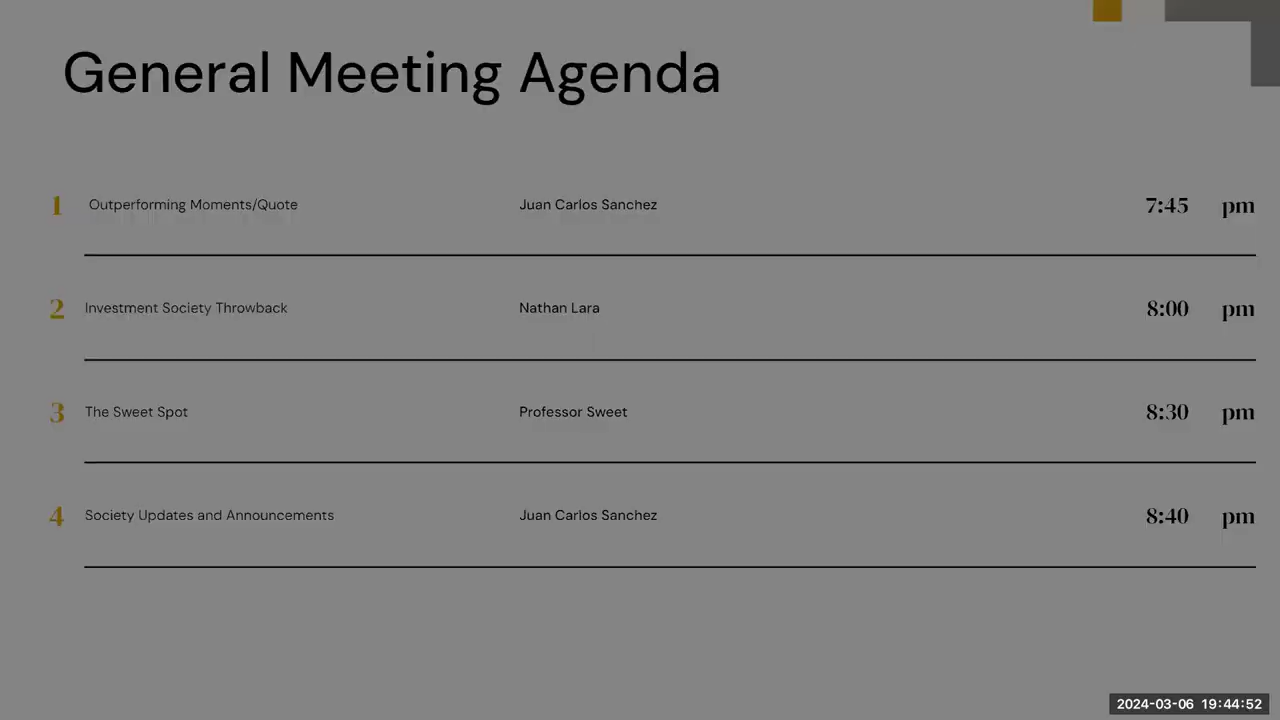 General Meeting Agenda
1 Outperforming Moments/Quote Juan Carlos Sanchez 7:45 pm
2 Investment Society Throwback Nathan Lara 8:00 pm
3 The Sweet Spot Professor Sweet 8:30 pm
4 Society Updates and Announcements Juan Carlos Sanchez 8:40 pm
2024-03-06 19:44:52